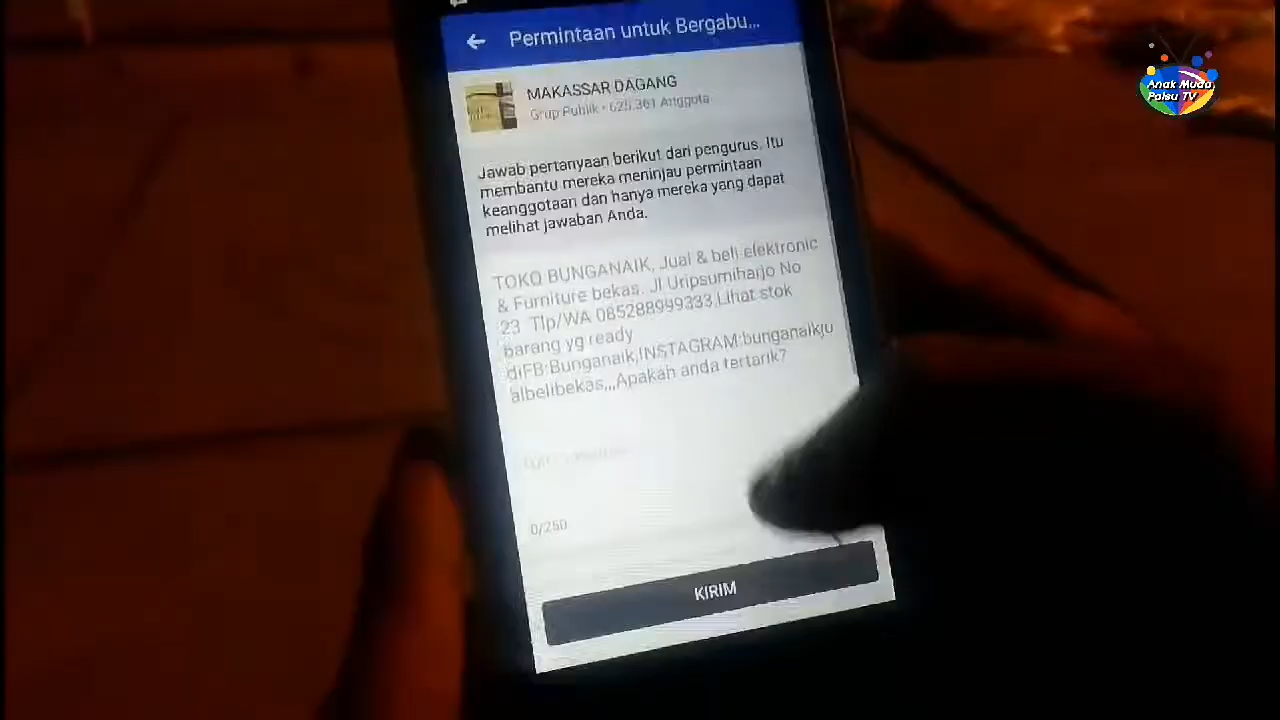 Permintaan untuk Bergabu...
MAKASSAR DAGANG
Grup Publik • 625.361 Anggota
Jawab pertanyaan berikut dari pengurus. Itu
membantu mereka meninjau permintaan
keanggotaan dan hanya mereka yang dapat
melihat jawaban Anda.
TOKO BUNGANAIK, Jual & beli elektronic
& Furniture bekas. Jl Uripsumiharjo No
23 Tlp/WA 085288999333,Lihat stok
barang yg ready
diFB:Bunganaik,INSTAGRAM:bunganaikju
albelibekas,,,Apakah anda tertarik?
0/250
KIRIM
Anak Muda
Palsu TV